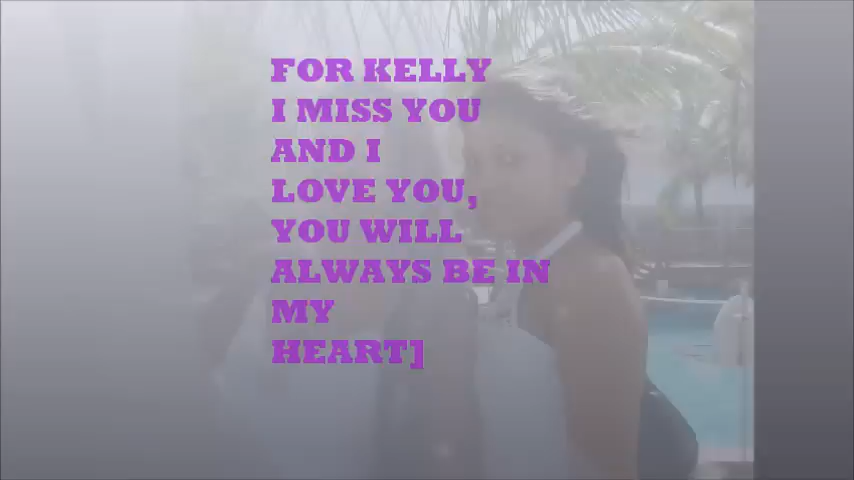 FOR KELLY
I MISS YOU
AND I
LOVE YOU,
YOU WILL
ALWAYS BE IN
MY
HEART]